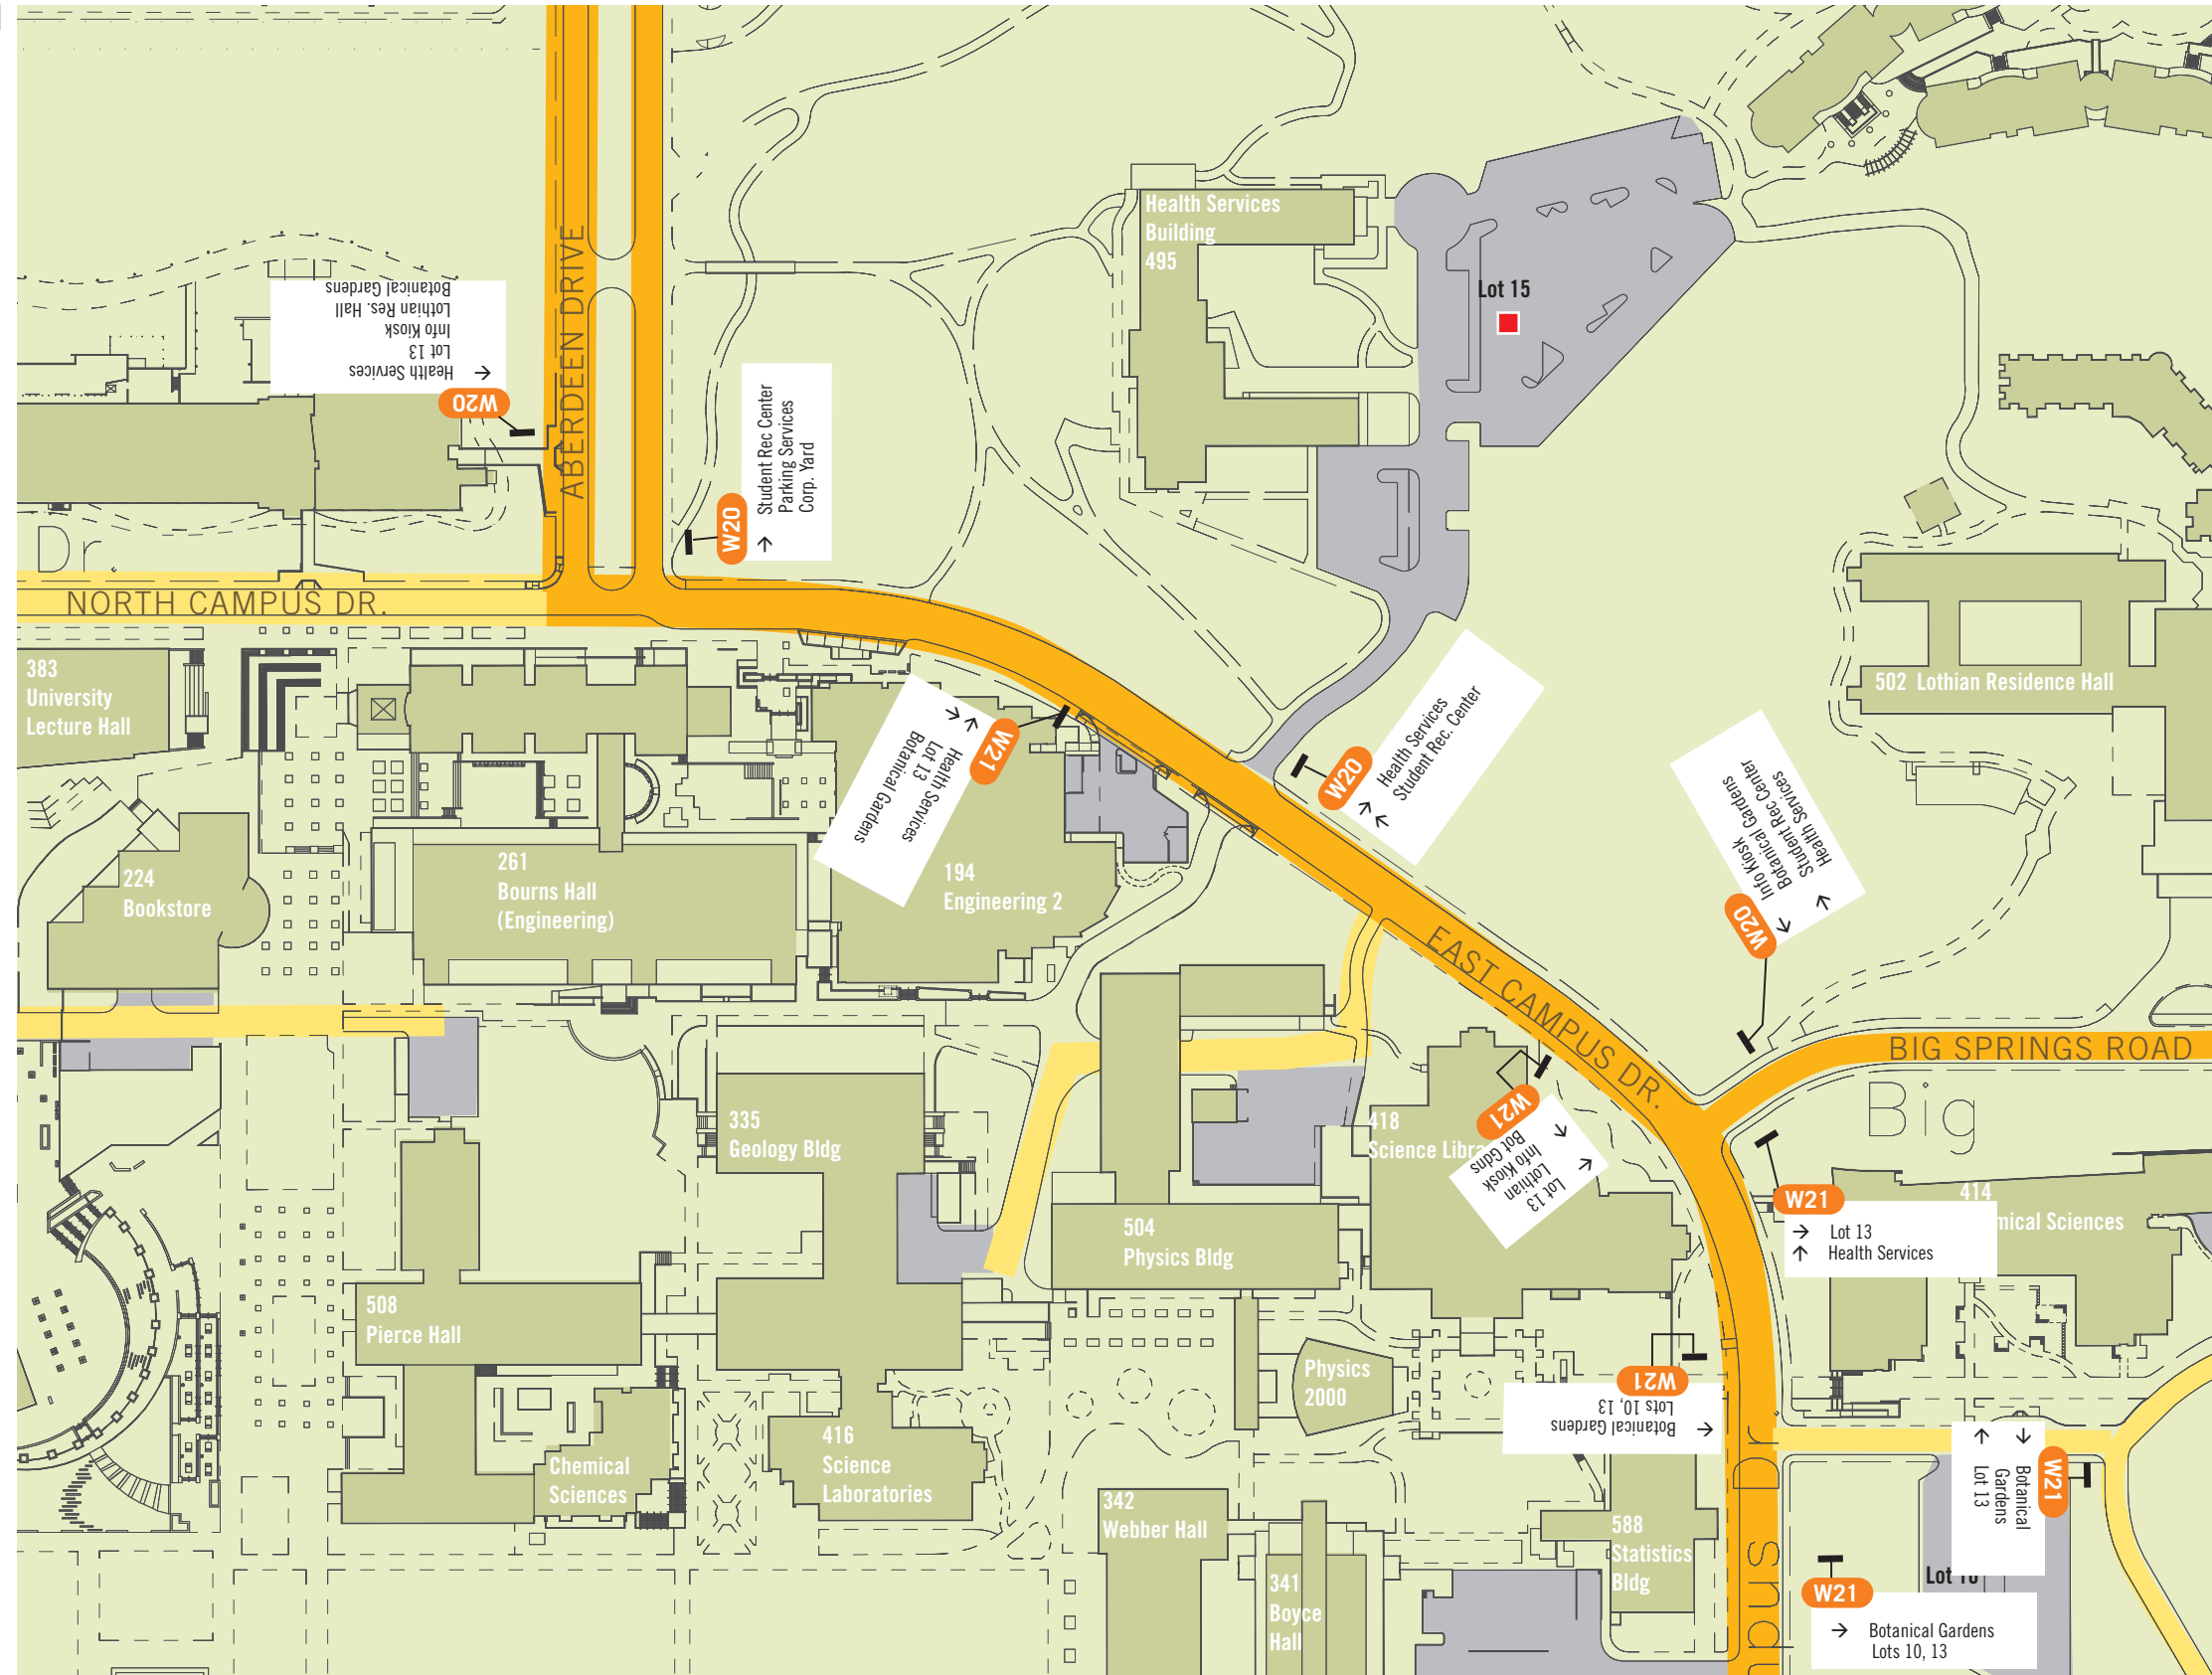 Health Services
Building
495
Lot 15
ABERDEEN DRIVE
Health Services
Lot 13
Info Kiosk
Lothian Res. Hall
Botanical Gardens
W20
Student Rec Center
Parking Services
Corp. Yard
W20
Dr
NORTH CAMPUS DR.
383
University
Lecture Hall
502 Lothian Residence Hall
W21
Health Services
Lot 13
Botanical Gardens
W20
Health Services
Student Rec. Center
Info Kiosk
Botanical Gardens
Student Rec Center
Health Services
W20
224
Bookstore
261
Bourns Hall
(Engineering)
194
Engineering 2
EAST CAMPUS DR.
BIG SPRINGS ROAD
Big
335
Geology Bldg
418
Science Libra
W21
Lot 13
Lothian
Info Kiosk
Bot Gdns
W21
Lot 13
Health Services
414
mical Sciences
504
Physics Bldg
508
Pierce Hall
Physics
2000
W21
Lots 10, 13
Botanical Gardens
416
Science
Laboratories
Chemical
Sciences
W21
Botanical
Gardens
Lot 13
342
Webber Hall
588
Statistics
Bldg
341
Boyce
Hall
Lot 10
W21
Botanical Gardens
Lots 10, 13